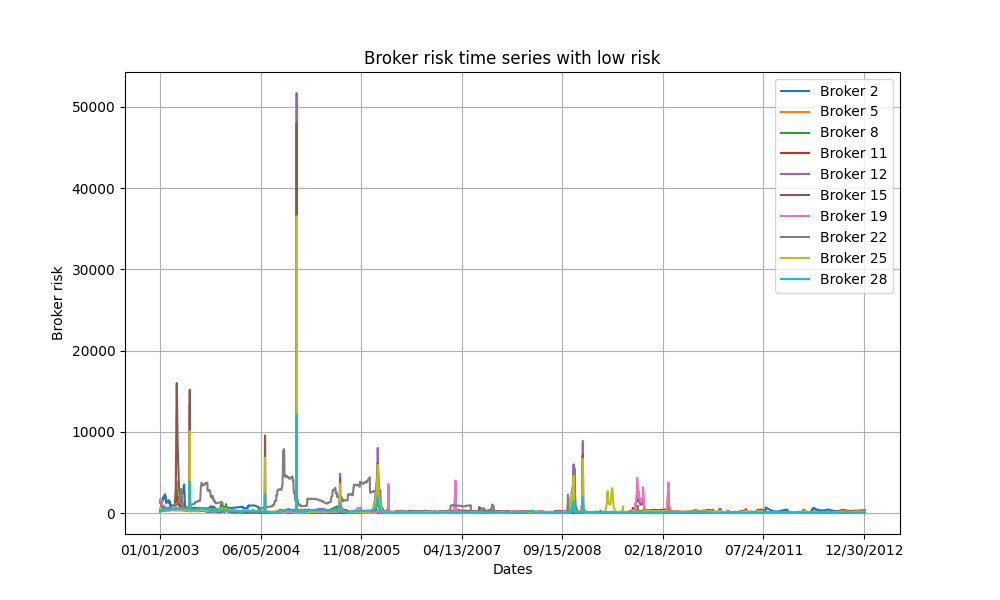 Broker risk time series with low risk
Broker risk
50000
40000
30000
20000
10000
0
Broker 2
Broker 5
Broker 8
Broker 11
Broker 12
Broker 15
Broker 19
Broker 22
Broker 25
Broker 28
01/01/2003 06/05/2004 11/08/2005 04/13/2007 09/15/2008 02/18/2010 07/24/2011 12/30/2012
Dates